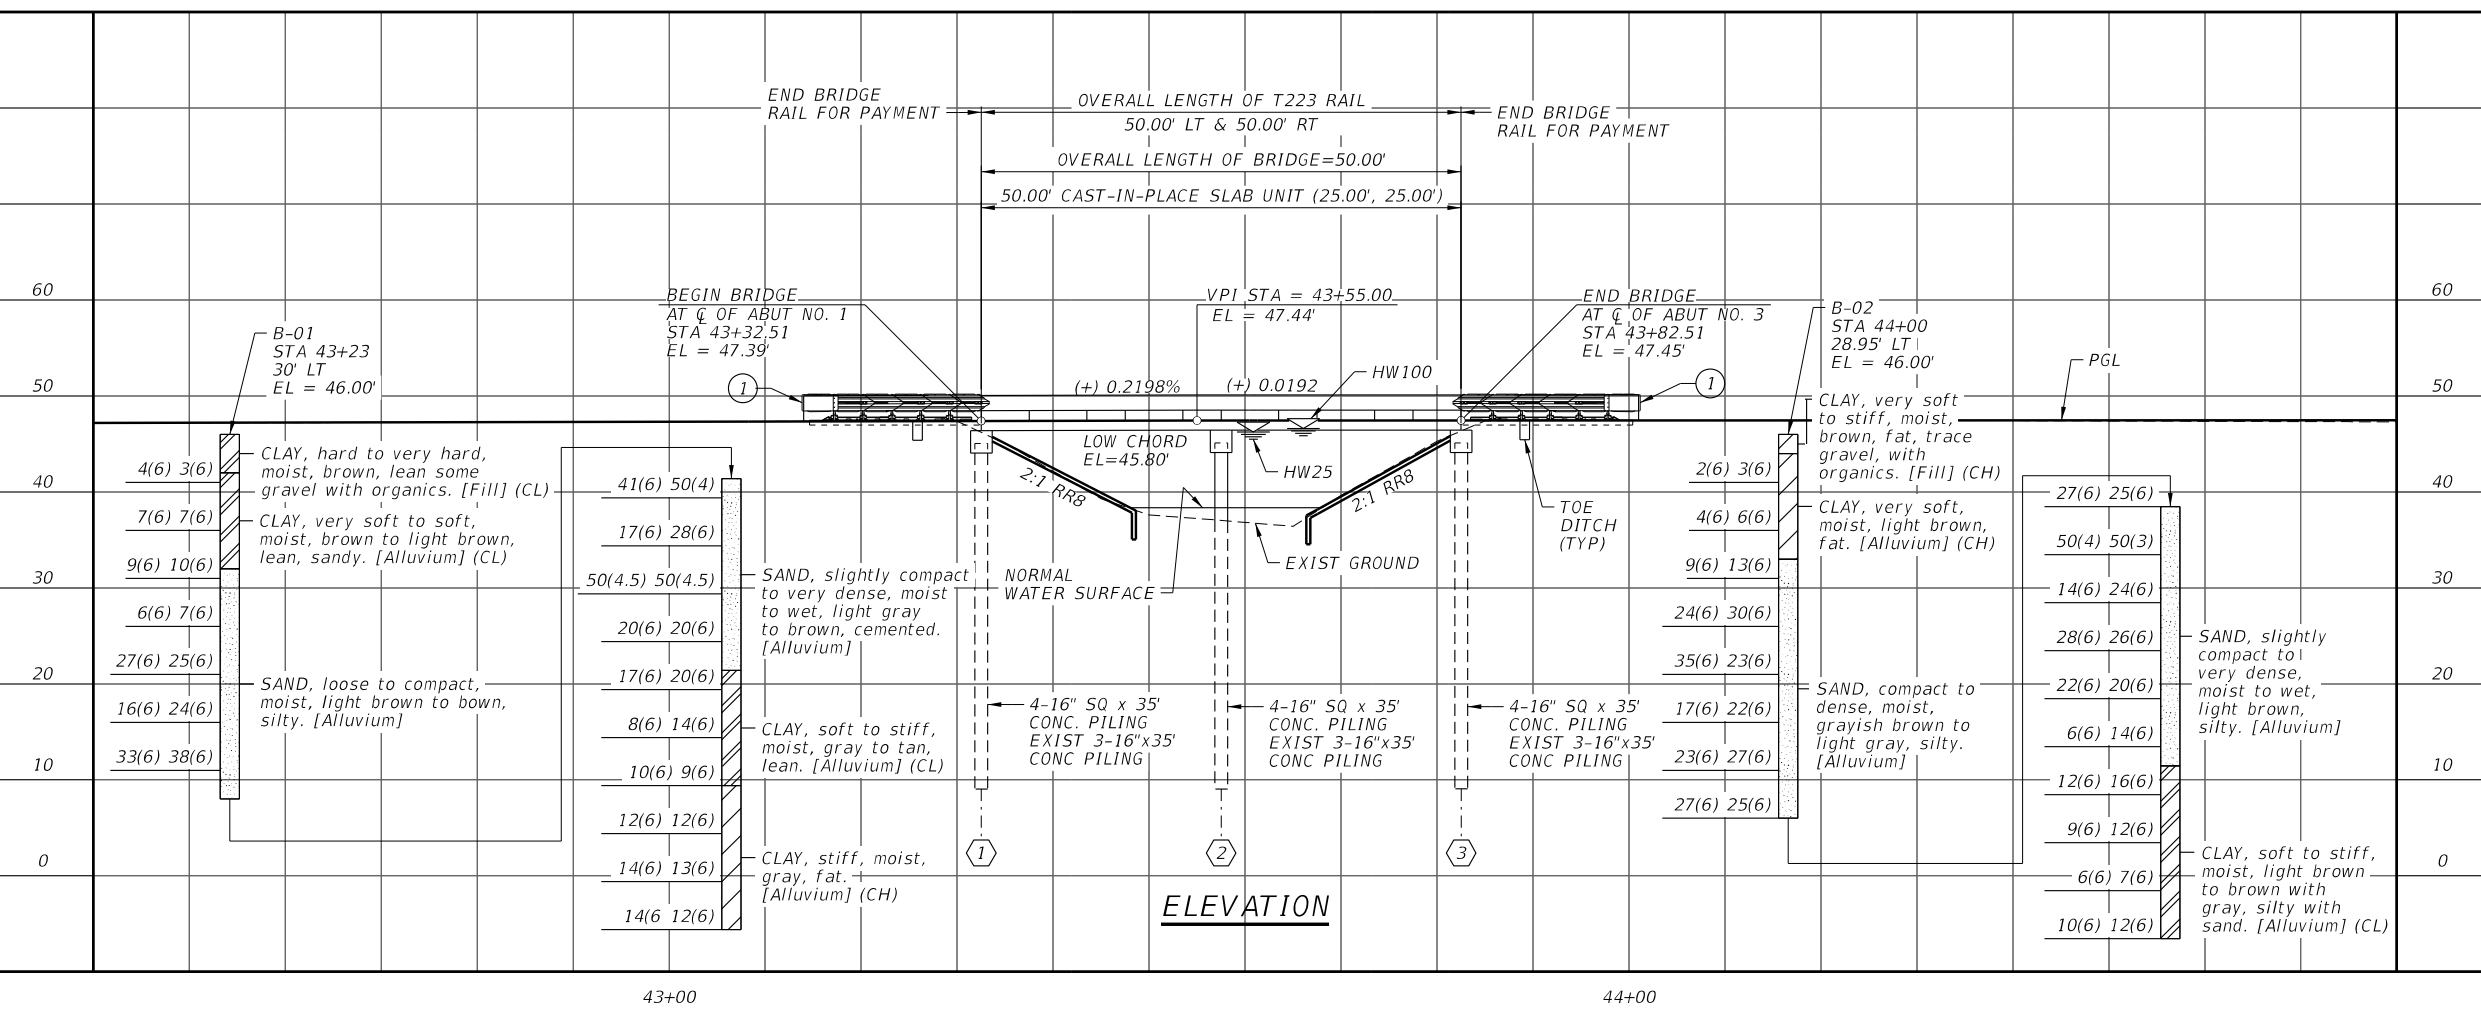 END BRIDGE
RAIL FOR PAYMENT
OVERALL LENGTH OF T223 RAIL
50.00' LT & 50.00' RT
END BRIDGE
RAIL FOR PAYMENT
OVERALL LENGTH OF BRIDGE=50.00'
50.00' CAST-IN-PLACE SLAB UNIT (25.00', 25.00')
60
50
40
30
20
10
0
B-01
STA 43+23
30' LT
EL = 46.00'
CLAY, hard to very hard,
moist, brown, lean some
gravel with organics. [Fill] (CL)
CLAY, very soft to soft,
moist, brown to light brown,
lean, sandy. [Alluvium] (CL)
SAND, loose to compact,
moist, light brown to bown,
silty. [Alluvium]
4(6) 3(6)
7(6) 7(6)
9(6) 10(6)
6(6) 7(6)
27(6) 25(6)
16(6) 24(6)
33(6) 38(6)
41(6) 50(4)
17(6) 28(6)
50(4.5) 50(4.5)
20(6) 20(6)
17(6) 20(6)
8(6) 14(6)
10(6) 9(6)
12(6) 12(6)
14(6) 13(6)
14(6 12(6)
SAND, slightly compact
to very dense, moist
to wet, light gray
to brown, cemented.
[Alluvium]
CLAY, soft to stiff,
moist, gray to tan,
lean. [Alluvium] (CL)
CLAY, stiff, moist,
gray, fat.
[Alluvium] (CH)
BEGIN BRIDGE
AT ℄ OF ABUT NO. 1
STA 43+32.51
EL = 47.39'
1
VPI STA = 43+55.00
EL = 47.44'
(+) 0.2198%
(+) 0.0192
HW100
LOW CHORD
EL=45.80'
HW25
2:1 RR8
2:1 RR8
NORMAL
WATER SURFACE
EXIST GROUND
TOE
DITCH
(TYP)
END BRIDGE
AT ℄ OF ABUT NO. 3
STA 43+82.51
EL = 47.45'
1
4-16" SQ x 35'
CONC. PILING
EXIST 3-16"x35'
CONC PILING
4-16" SQ x 35'
CONC. PILING
EXIST 3-16"x35'
CONC PILING
4-16" SQ x 35'
CONC. PILING
EXIST 3-16"x35'
CONC PILING
1
2
3
B-02
STA 44+00
28.95' LT
EL = 46.00'
PGL
CLAY, very soft
to stiff, moist,
brown, fat, trace
gravel, with
organics. [Fill] (CH)
CLAY, very soft,
moist, light brown,
fat. [Alluvium] (CH)
SAND, compact to
dense, moist,
grayish brown to
light gray, silty.
[Alluvium]
2(6) 3(6)
4(6) 6(6)
9(6) 13(6)
24(6) 30(6)
35(6) 23(6)
17(6) 22(6)
23(6) 27(6)
27(6) 25(6)
27(6) 25(6)
50(4) 50(3)
14(6) 24(6)
28(6) 26(6)
22(6) 20(6)
6(6) 14(6)
12(6) 16(6)
9(6) 12(6)
6(6) 7(6)
10(6) 12(6)
SAND, slightly
compact to
very dense,
moist to wet,
light brown,
silty. [Alluvium]
CLAY, soft to stiff,
moist, light brown
to brown with
gray, silty with
sand. [Alluvium] (CL)
60
50
40
30
20
10
0
ELEVATION
43+00
44+00